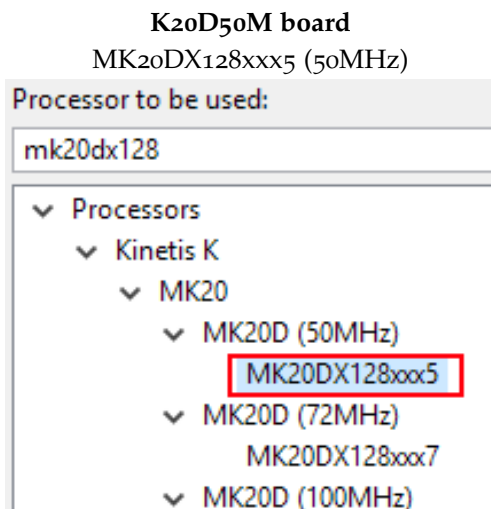 K20D50M board
MK20DX128xxx5 (50MHz)
Processor to be used:
mk20dx128
Processors
Kinetis K
MK20
MK20D (50MHz)
MK20DX128xxx5
MK20D (72MHz)
MK20DX128xxx7
MK20D (100MHz)